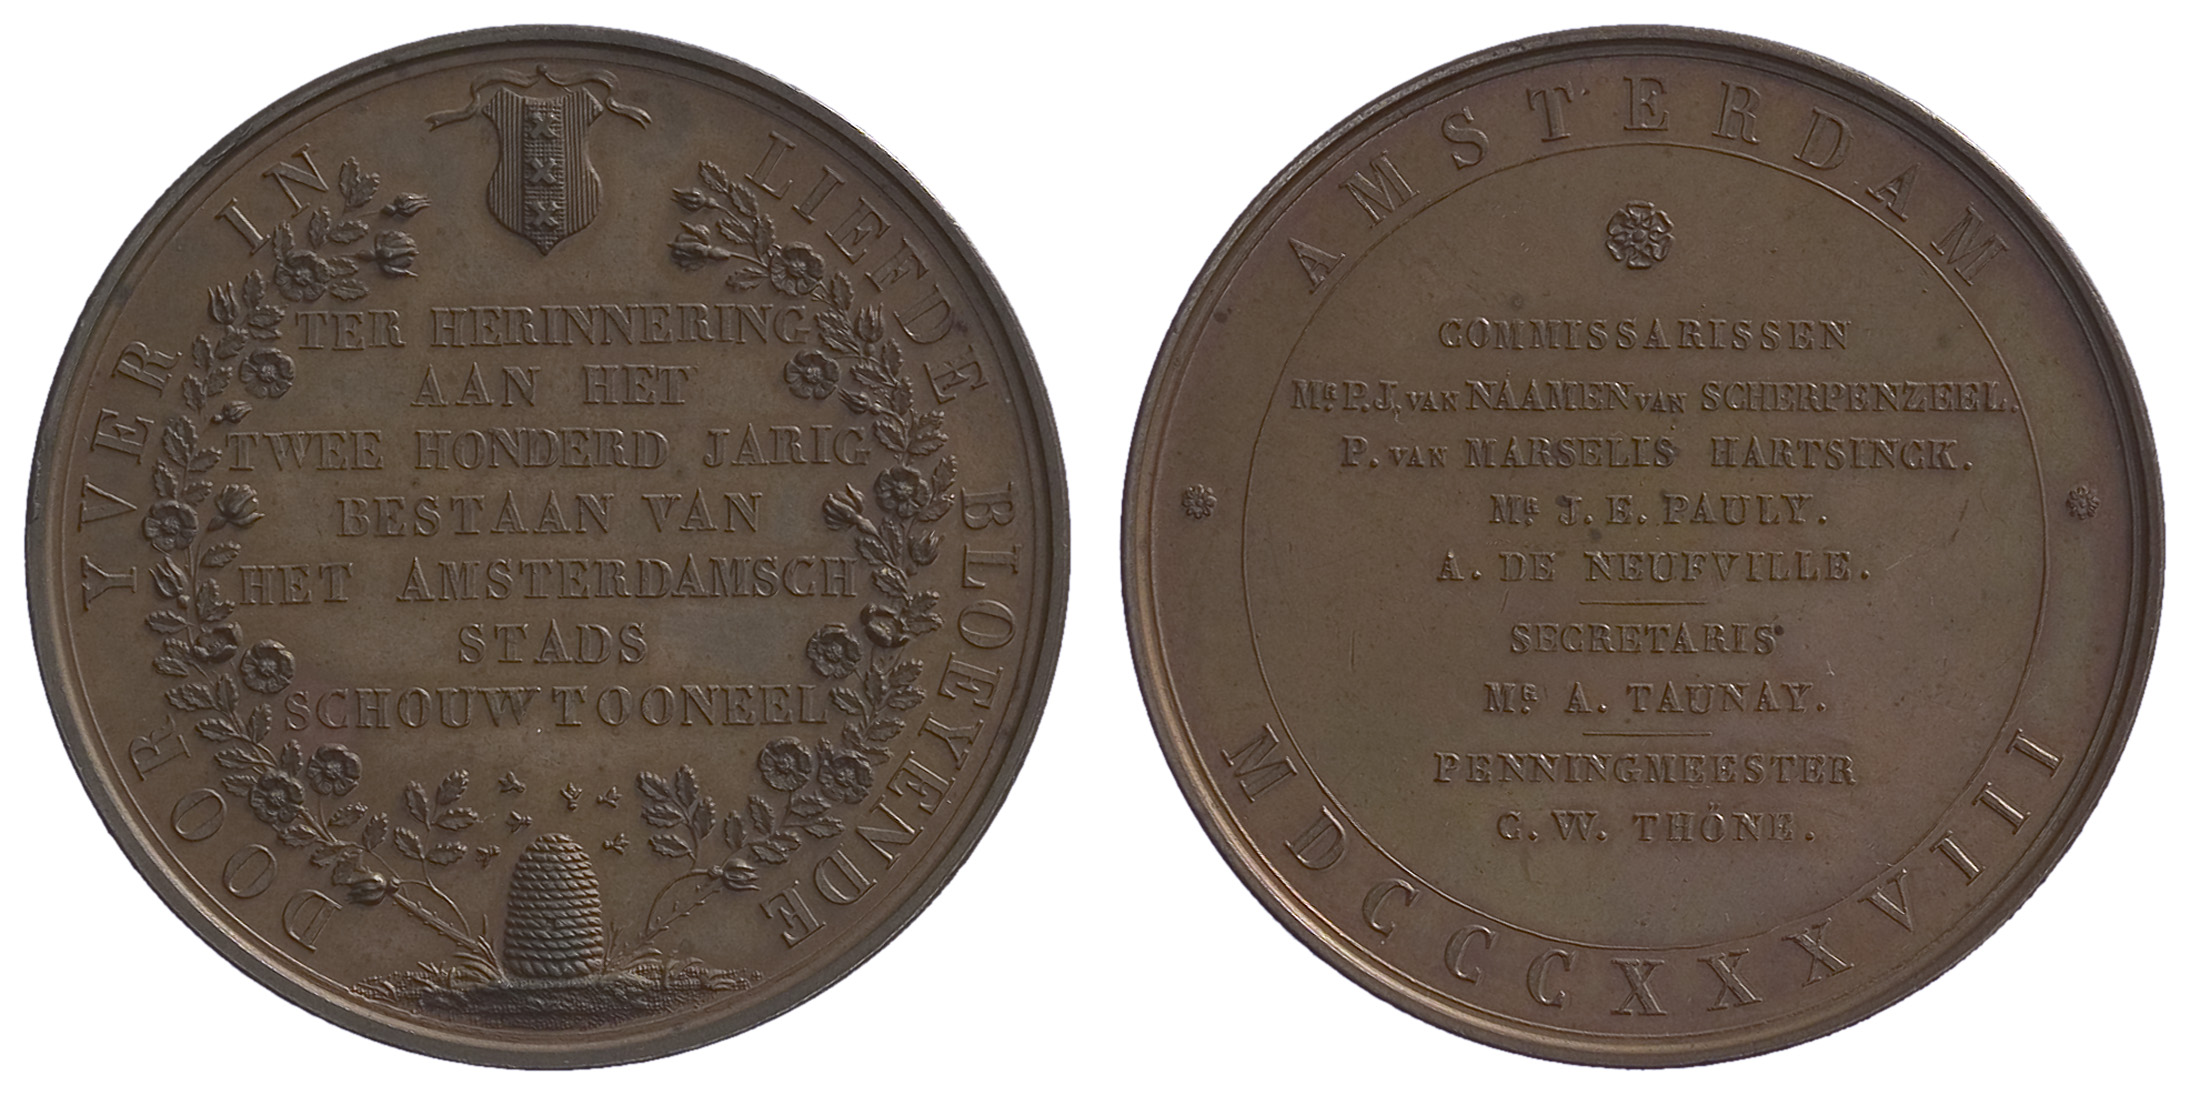 DOOR YVER IN LIEFDE BLOEYENDE
TER HERINNERING
AAN HET
TWEE HONDERD JARIG
BESTAAN VAN
HET AMSTERDAMSCH
STADS
SCHOUWTOONEEL
AMSTERDAM
COMMISSARISSEN
MR. P. J. VAN NAAMEN VAN SCHERPENZEEL.
P. VAN MARSELIS HARTSINCK.
MR. J. E. PAULY.
A. DE NEUFVILLE.
SECRETARIS
MR. A. TAUNAY.
PENNINGMEESTER
C. W. THÖNE.
MDCCCXXXVIII